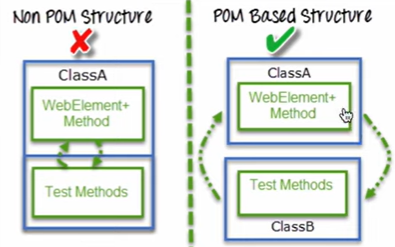 Non POM Structure
ClassA
WebElement+
Method
Test Methods
POM Based Structure
ClassA
WebElement+
Method
Test Methods
ClassB